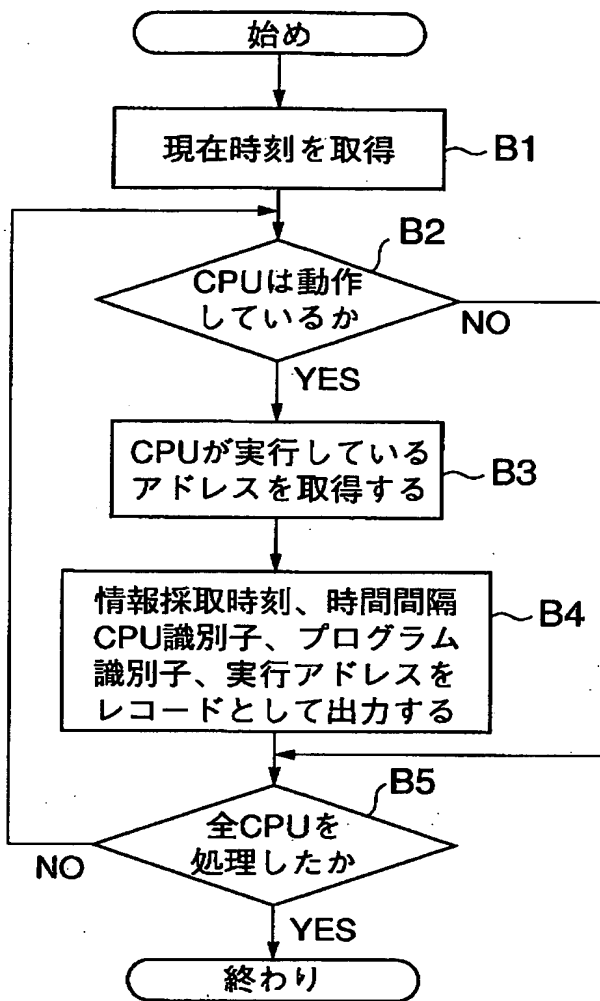 始め
現在時刻を取得
B1
B2
CPUは動作
しているか
NO
YES
CPUが実行している
アドレスを取得する
B3
情報採取時刻、時間間隔
CPU識別子、プログラム
識別子、実行アドレスを
レコードとして出力する
B4
B5
全CPUを
処理したか
NO
YES
終わり